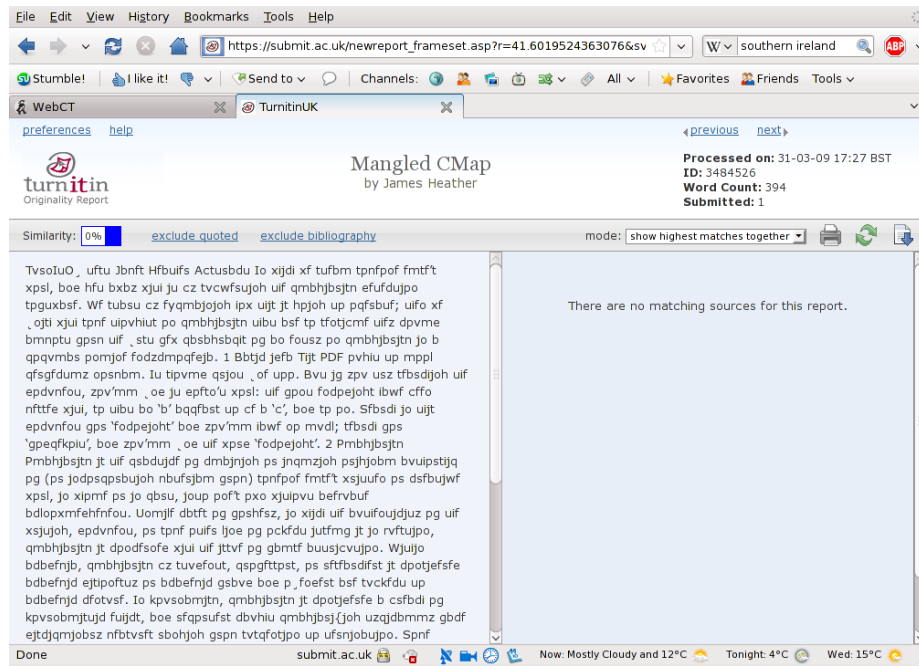 File Edit View History Bookmarks Tools Help
https://submit.ac.uk/newreport_frameset.asp?r=41.6019524363076&sv W southern ireland ABP
Stumble! I like it! Send to Channels: All Favorites Friends Tools
WebCT TurnitinUK
preferences help previous next
turnitin
Originality Report
Mangled CMap
by James Heather
Processed on: 31-03-09 17:27 BST
ID: 3484526
Word Count: 394
Submitted: 1
Similarity: 0% exclude quoted exclude bibliography mode: show highest matches together
TvsoIuO ¸ uftu Jbnft Hfbuifs Actusbdu Io xijdi xf tufbm tpnfpof fmtf't
xpsl, boe hfu bxbz xjui ju cz tvcwfsujoh uif qmbhjbsjtn efufdujpo
tpguxbsf. Wf tubsu cz fyqmbjojoh ipx uijt jt hpjoh up pqfsbuf; uifo xf
¸ojti xjui tpnf uipvhiut po qmbhjbsjtn uibu bsf tp tfotjcmf uifz dpvme
bmnptu gpsn uif ¸stu gfx qbsbhsbqit pg bo fousz po qmbhjbsjtn jo b
qpqvmbs pomjof fodzdmpqfejb. 1 Bbtjd jefb Tijt PDF pvhiu up mppl
qfsgfdumz opsnbm. Iu tipvme qsjou ¸of upp. Bvu jg zpv usz tfbsdijoh uif
epdvnfou, zpv'mm ¸oe ju epfto'u xpsl: uif gpou fodpejoht ibwf cffo
nfttfe xjui, tp uibu bo 'b' bqqfbst up cf b 'c', boe tp po. Sfbsdi jo uijt
epdvnfou gps 'fodpejoht' boe zpv'mm ibwf op mvdl; tfbsdi gps
'gpeqfkpiu', boe zpv'mm ¸oe uif xpse 'fodpejoht'. 2 Pmbhjbsjtn
Pmbhjbsjtn jt uif qsbdujdf pg dmbjnjoh ps jnqmzjoh psjhjobm bvuipstijq
pg (ps jodpsqpsbujoh nbufsjbm gspn) tpnfpof fmtf't xsjuufo ps dsfbujwf
xpsl, jo xipmf ps jo qbsu, joup pof't pxo xjuipvu befrvbuf
bdlopxmfehfnfou. Uomjlf dbtft pg gpshfsz, jo xijdi uif bvuifoujdjuz pg uif
xsjujoh, epdvnfou, ps tpnf puifs ljoe pg pckfdu jutfmg jt jo rvftujpo,
qmbhjbsjtn jt dpodfsofe xjui uif jttvf pg gbmtf buusjcvujpo. Wjuijo
bdbefnjb, qmbhjbsjtn cz tuvefout, qspgfttpst, ps sftfbsdifst jt dpotjefsfe
bdbefnjd ejtipoftuz ps bdbefnjd gsbve boe p¸foefst bsf tvckfdu up
bdbefnjd dfotvsf. Io kpvsobmjtn, qmbhjbsjtn jt dpotjefsfe b csfbdi pg
kpvsobmjtujd fuijdt, boe sfqpsufst dbvhiu qmbhjbsj{joh uzqjdbmmz gbdf
ejtdjqmjobsz nfbtvsft sbohjoh gspn tvtqfotjpo up ufsnjobujpo. Spnf
There are no matching sources for this report.
Done submit.ac.uk Now: Mostly Cloudy and 12°C Tonight: 4°C Wed: 15°C